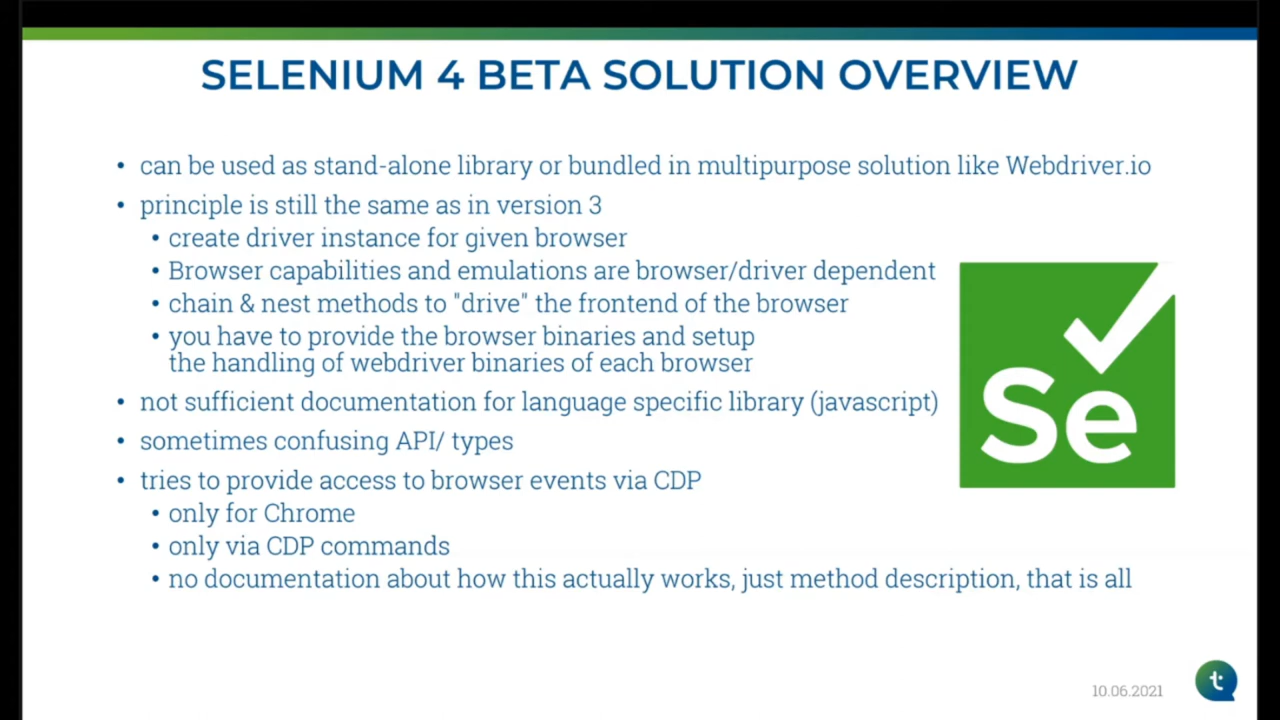 SELENIUM 4 BETA SOLUTION OVERVIEW
• can be used as stand-alone library or bundled in multipurpose solution like Webdriver.io
• principle is still the same as in version 3
• create driver instance for given browser
• Browser capabilities and emulations are browser/driver dependent
• chain & nest methods to "drive" the frontend of the browser
• you have to provide the browser binaries and setup
the handling of webdriver binaries of each browser
• not sufficient documentation for language specific library (javascript)
• sometimes confusing API/ types
• tries to provide access to browser events via CDP
• only for Chrome
• only via CDP commands
• no documentation about how this actually works, just method description, that is all
Se
10.06.2021
t